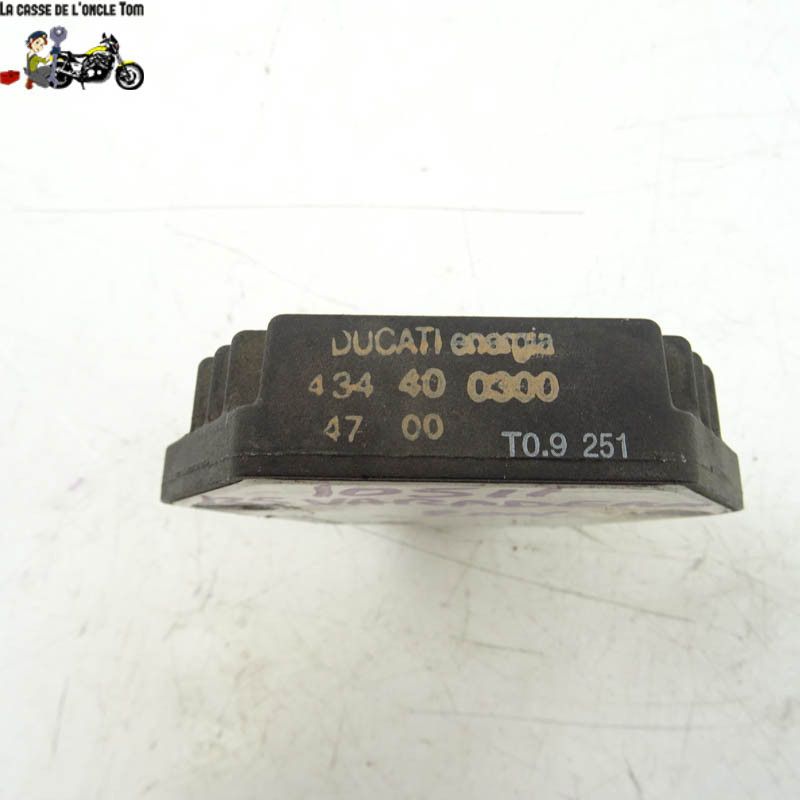 La casse de l'oncle Tom
DUCATI energia
434 40 0300
47 00 T0.9 251